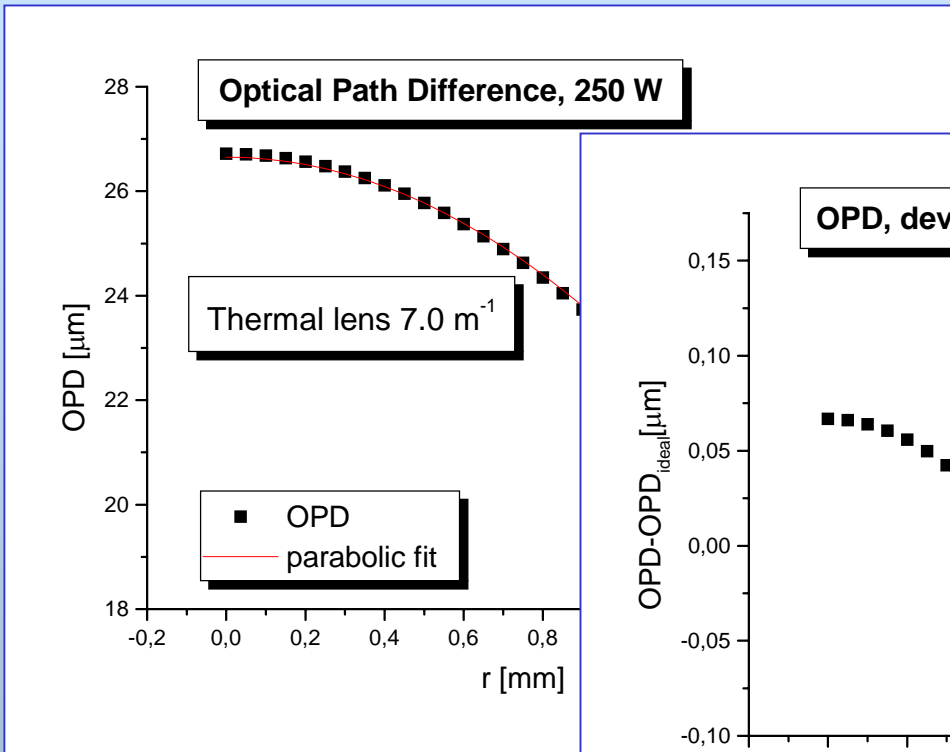 Optical Path Difference, 250 W
28
26
24
22
20
18
OPD [μm]
Thermal lens 7.0 m-1
OPD
parabolic fit
-0,2 0,0 0,2 0,4 0,6 0,8
r [mm]
OPD, dev
0,15
0,10
0,05
0,00
-0,05
-0,10
OPD-OPDideal[μm]